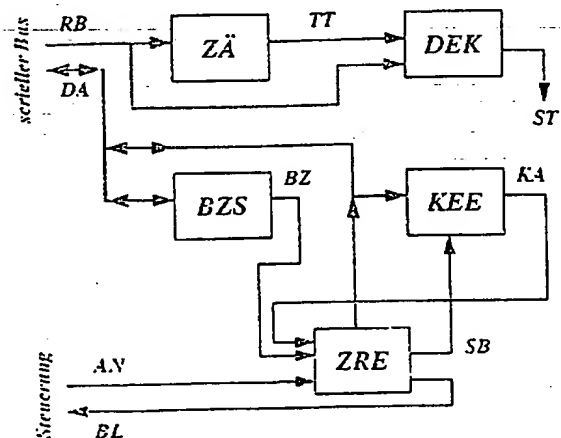 serieller Bus
RB
ZÄ
TT
DEK
DA
ST
BZS
BZ
KEE
KA
ZRE
SB
Steuerung
AN
BL